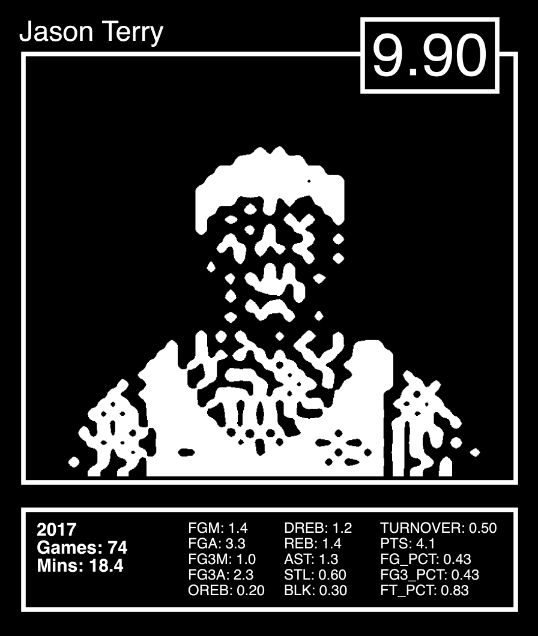 Jason Terry
9.90
2017
Games: 74
Mins: 18.4
FGM: 1.4
FGA: 3.3
FG3M: 1.0
FG3A: 2.3
OREB: 0.20
DREB: 1.2
REB: 1.4
AST: 1.3
STL: 0.60
BLK: 0.30
TURNOVER: 0.50
PTS: 4.1
FG_PCT: 0.43
FG3_PCT: 0.43
FT_PCT: 0.83